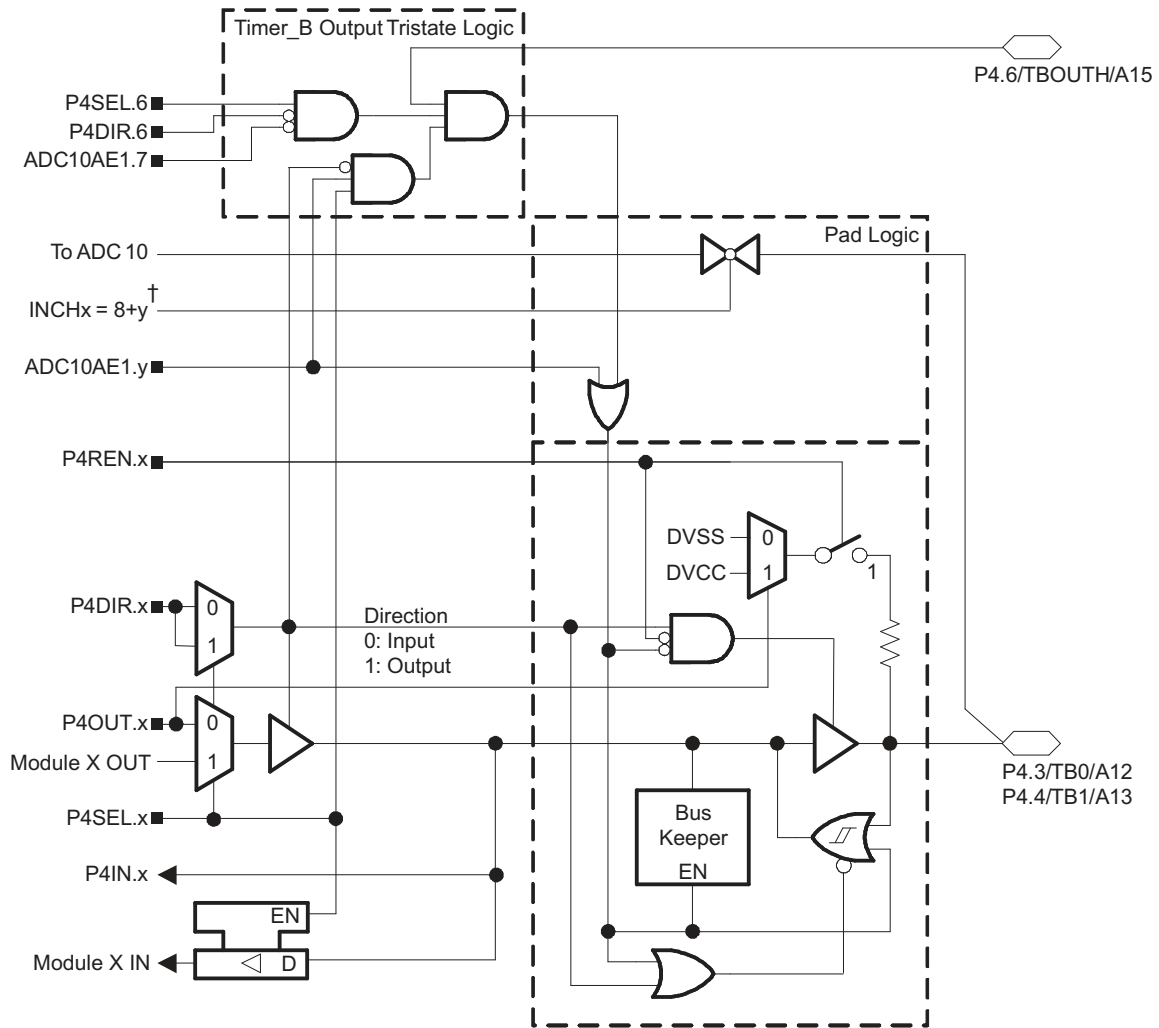 Timer_B Output Tristate Logic
P4.6/TBOUTH/A15
P4SEL.6
P4DIR.6
ADC10AE1.7
To ADC 10
Pad Logic
INCHx = 8+y†
ADC10AE1.y
P4REN.x
DVSS
0
DVCC
1
1
P4DIR.x
0
1
Direction
0: Input
1: Output
P4OUT.x
0
Module X OUT
1
P4.3/TB0/A12
P4.4/TB1/A13
P4SEL.x
Bus
Keeper
EN
P4IN.x
EN
Module X IN
D